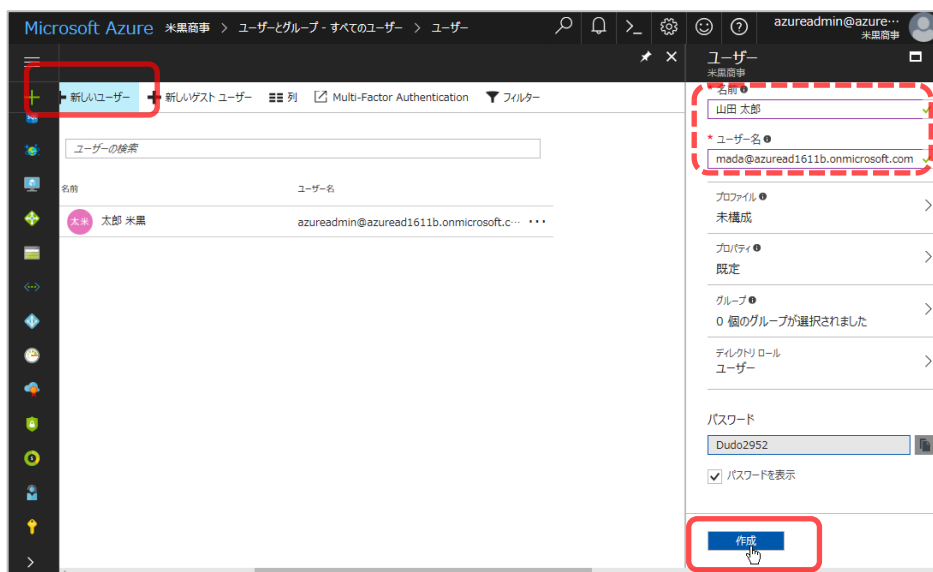 Microsoft Azure 米黒商事 > ユーザーとグループ - すべてのユーザー > ユーザー
azureadmin@azure…
米黒商事
ユーザー
米黒商事
新しいユーザー 新しいゲスト ユーザー 列 Multi-Factor Authentication フィルター
* 名前
山田 太郎
ユーザーの検索
* ユーザー名
mada@azuread1611b.onmicrosoft.com
名前 ユーザー名
太米 太郎 米黒 azureadmin@azuread1611b.onmicrosoft.c… …
プロファイル
未構成
プロパティ
既定
グループ
0 個のグループが選択されました
ディレクトリ ロール
ユーザー
パスワード
Dudo2952
パスワードを表示
作成